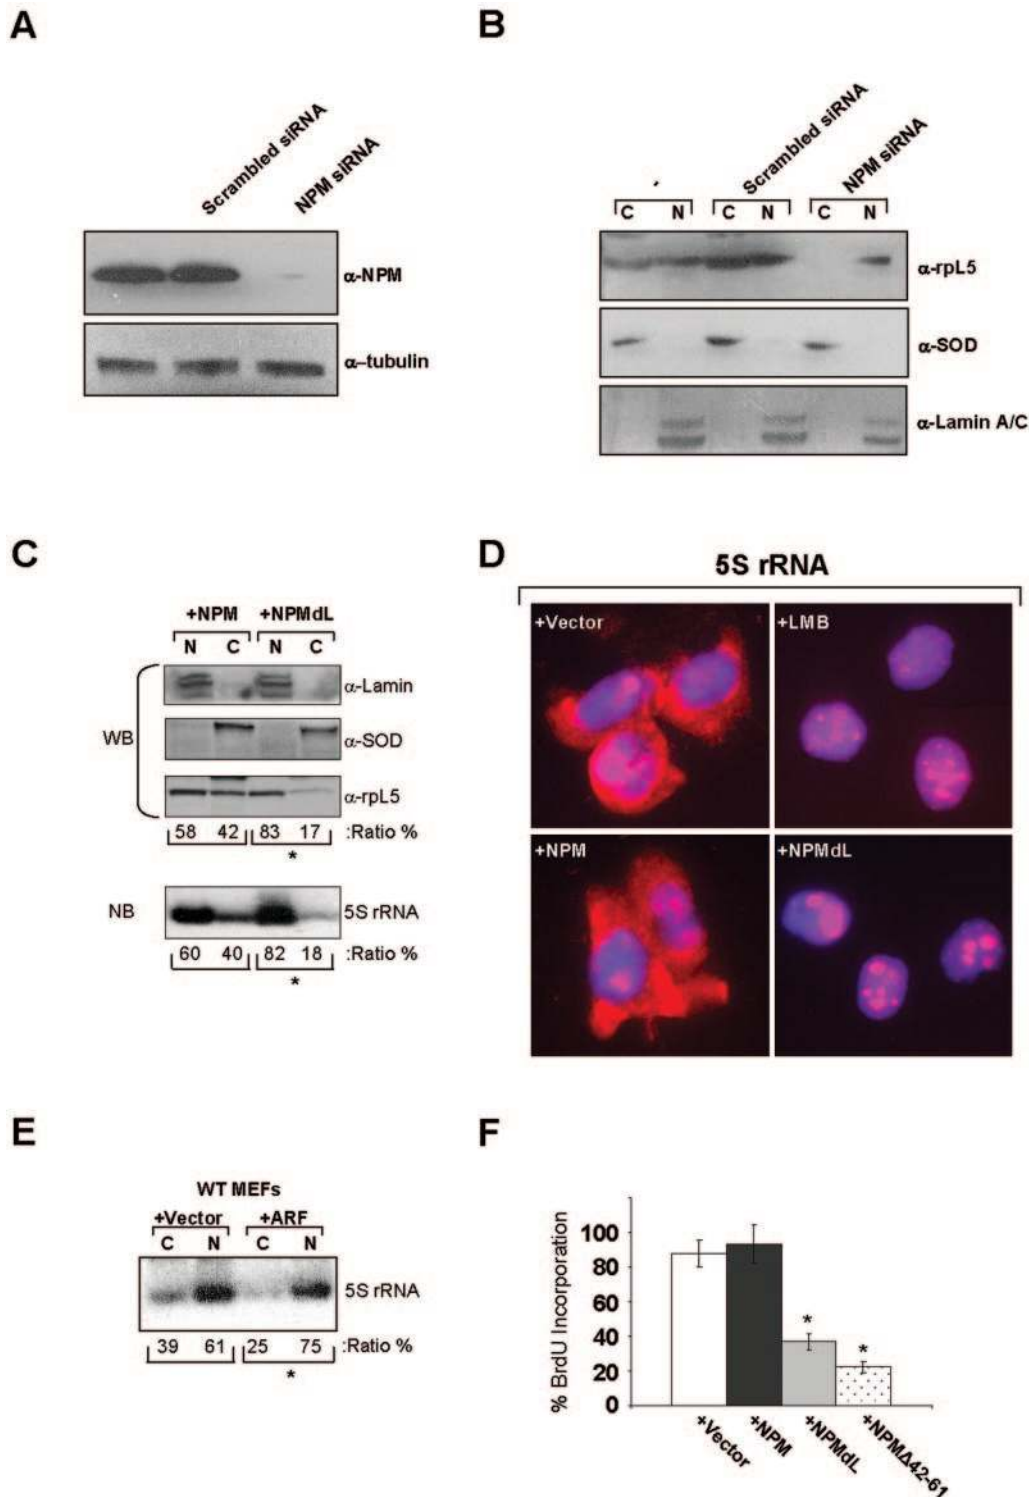 A
Scrambled siRNA
NPM siRNA
α-NPM
α-tubulin
B
Scrambled siRNA
NPM siRNA
C N C N C N
α-rpL5
α-SOD
α-Lamin A/C
C
+NPM +NPMdL
N C N C
WB
α-Lamin
α-SOD
α-rpL5
58 42 83 17 :Ratio %
*
NB
5S rRNA
60 40 82 18 :Ratio %
*
D
5S rRNA
+Vector
+LMB
+NPM
+NPMdL
E
WT MEFs
+Vector +ARF
C N C N
5S rRNA
39 61 25 75 :Ratio %
*
F
% BrdU Incorporation
100
80
60
40
20
0
* *
+Vector
+NPM
+NPMdL
+NPMΔ42-61